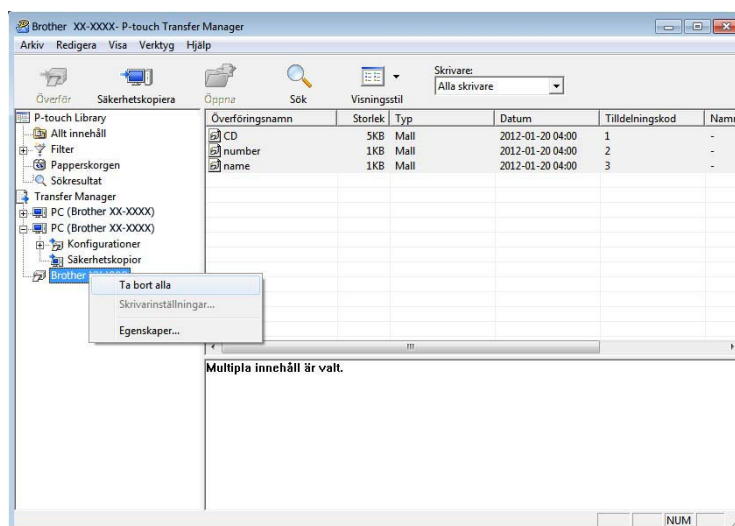 Brother XX-XXXX- P-touch Transfer Manager
Arkiv Redigera Visa Verktyg Hjälp
Skrivare:
Alla skrivare
Överför Säkerhetskopiera Öppna Sök Visningsstil
P-touch Library
Allt innehåll
Filter
Papperskorgen
Sökresultat
Transfer Manager
PC (Brother XX-XXXX)
PC (Brother XX-XXXX)
Konfigurationer
Säkerhetskopior
Brother
Ta bort alla
Skrivarinställningar...
Egenskaper...
Överföringsnamn Storlek Typ Datum Tilldelningskod
CD 5KB Mall 2012-01-20 04:00 1 -
number 1KB Mall 2012-01-20 04:00 2 -
name 1KB Mall 2012-01-20 04:00 3 -
Multipla innehåll är valt.
NUM